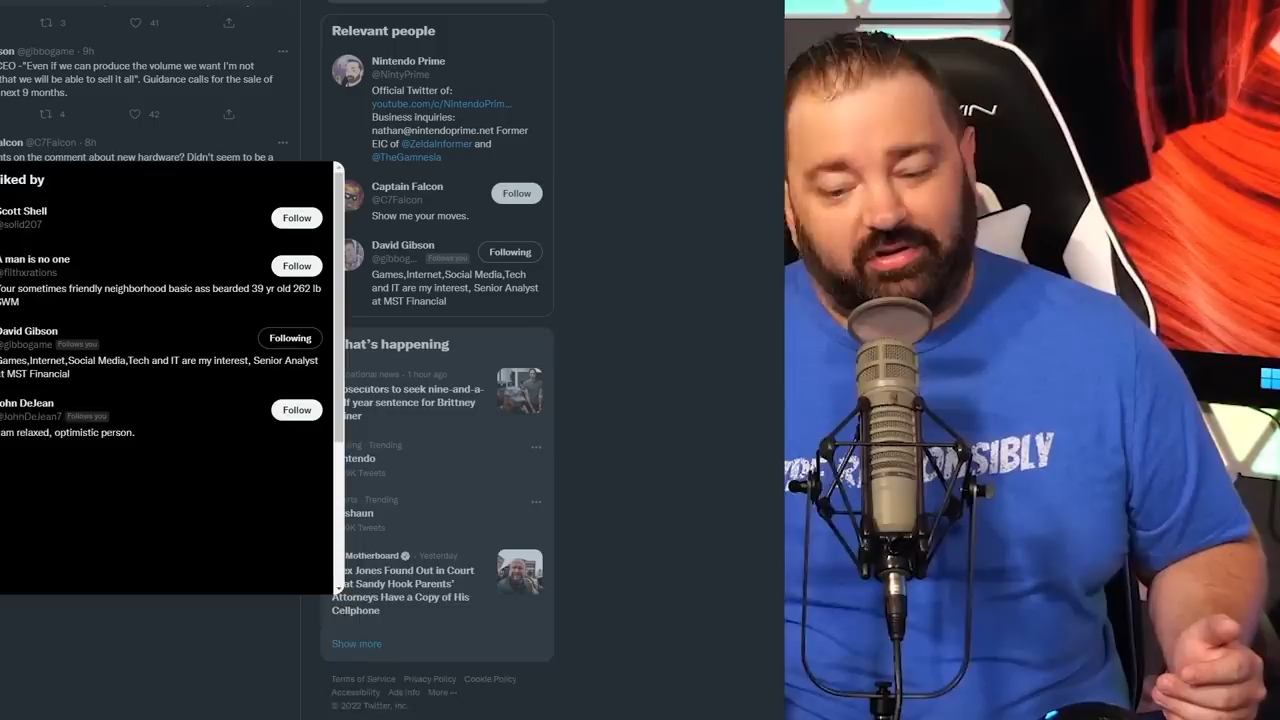 3
41
son @gibbogame · 9h
CEO -"Even if we can produce the volume we want I'm not
that we will be able to sell it all". Guidance calls for the sale of
next 9 months.
4
42
alcon @C7Falcon · 8h
nts on the comment about new hardware? Didn't seem to be a
iked by
Scott Shell
@solid207
Follow
A man is no one
@filthxrations
Follow
Your sometimes friendly neighborhood basic ass bearded 39 yr old 262 lb
SWM
David Gibson
@gibbogame Follows you
Following
Games,Internet,Social Media,Tech and IT are my interest, Senior Analyst
at MST Financial
John DeJean
@JohnDeJean7 Follows you
Follow
am relaxed, optimistic person.
Relevant people
Nintendo Prime
@NintyPrime
Official Twitter of:
youtube.com/c/NintendoPrim...
Business inquiries:
nathan@nintendoprime.net Former
EIC of @ZeldaInformer and
@TheGamnesia
Captain Falcon
@C7Falcon
Follow
Show me your moves.
David Gibson
@gibbog... Follows you
Following
Games,Internet,Social Media,Tech
and IT are my interest, Senior Analyst
at MST Financial
hat's happening
national news · 1 hour ago
osecutors to seek nine-and-a-
lf year sentence for Brittney
iner
Trending
ntendo
K Tweets
rts · Trending
shaun
K Tweets
Motherboard Yesterday
ex Jones Found Out in Court
at Sandy Hook Parents'
Attorneys Have a Copy of His
Cellphone
Show more
Terms of Service Privacy Policy Cookie Policy
Accessibility Ads info More ···
© 2022 Twitter, Inc.
WIN
SIBLY